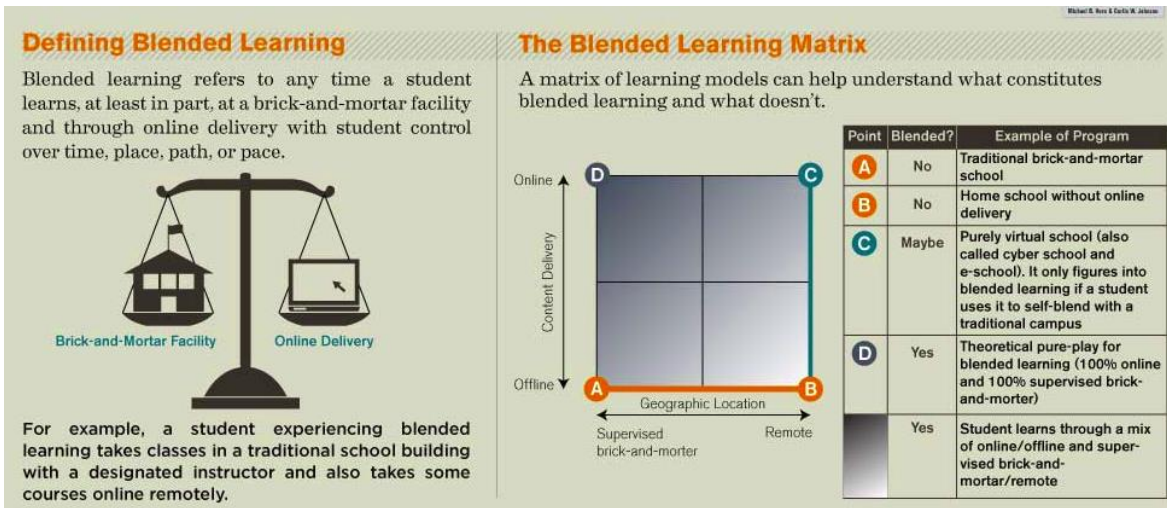 Michael B. Horn & Curtis W. Johnson
Defining Blended Learning
Blended learning refers to any time a student
learns, at least in part, at a brick-and-mortar facility
and through online delivery with student control
over time, place, path, or pace.
Brick-and-Mortar Facility
Online Delivery
For example, a student experiencing blended
learning takes classes in a traditional school building
with a designated instructor and also takes some
courses online remotely.
The Blended Learning Matrix
A matrix of learning models can help understand what constitutes
blended learning and what doesn't.
Online
D
C
Content Delivery
Offline
A
B
Geographic Location
Supervised
brick-and-morter
Remote
Point Blended? Example of Program
A No Traditional brick-and-mortar
school
B No Home school without online
delivery
C Maybe Purely virtual school (also
called cyber school and
e-school). It only figures into
blended learning if a student
uses it to self-blend with a
traditional campus
D Yes Theoretical pure-play for
blended learning (100% online
and 100% supervised brick-
and-morter)
Yes Student learns through a mix
of online/offline and super-
vised brick-and-
mortar/remote